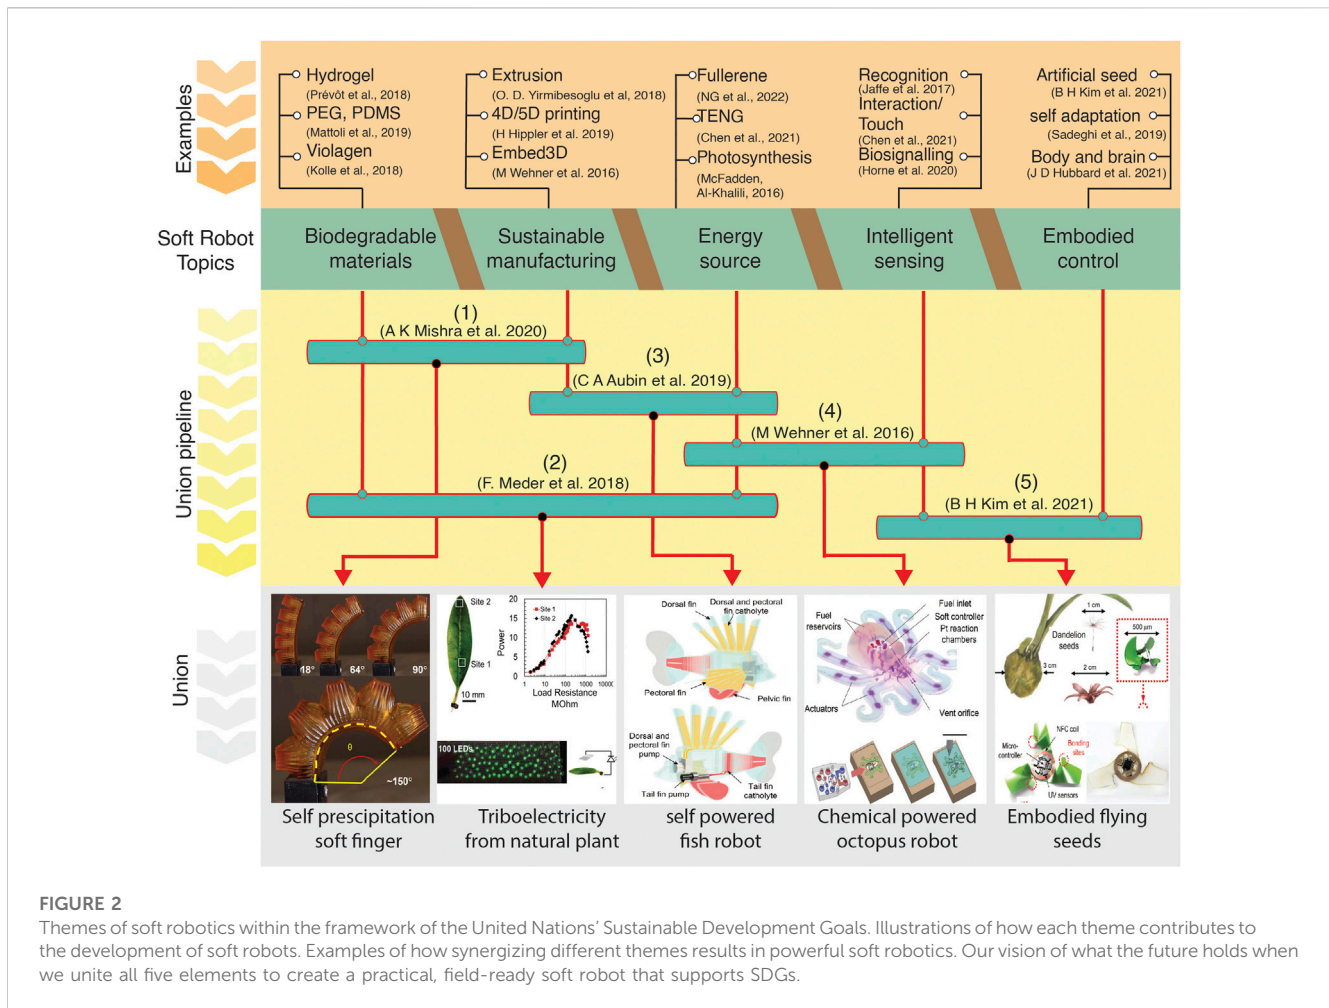 Examples
Hydrogel
(Prévôt et al., 2018)
PEG, PDMS
(Mattoli et al., 2019)
Violagen
(Kolle et al., 2018)
Extrusion
(O. D. Yirmibesoglu et al, 2018)
4D/5D printing
(H Hippler et al. 2019)
Embed3D
(M Wehner et al. 2016)
Fullerene
(NG et al., 2022)
TENG
(Chen et al., 2021)
Photosynthesis
(McFadden,
Al-Khalili, 2016)
Recognition
(Jaffe et al. 2017)
Interaction/
Touch
(Chen et al., 2021)
Biosignalling
(Horne et al. 2020)
Artificial seed
(B H Kim et al. 2021)
self adaptation
(Sadeghi et al., 2019)
Body and brain
(J D Hubbard et al. 2021)
Soft Robot
Topics
Biodegradable
materials
Sustainable
manufacturing
Energy
source
Intelligent
sensing
Embodied
control
Union pipeline
(1)
(A K Mishra et al. 2020)
(3)
(C A Aubin et al. 2019)
(4)
(M Wehner et al. 2016)
(2)
(F. Meder et al. 2018)
(5)
(B H Kim et al. 2021)
Union
18°
64°
90°
θ
~150°
Site 2
Site 1
10 mm
Power
20
15
10
5
0
Site 1
Site 2
1
10
100
1000
10000
Load Resistance
MOhm
100 LEDs
Dorsal fin
Dorsal and pectoral
fin catholyte
Pectoral fin
Pelvic fin
Dorsal and
pectoral fin
pump
Tail fin pump
Tail fin
catholyte
Fuel
reservoirs
Fuel inlet
Soft controller
Pt reaction
chambers
Actuators
Vent orifice
1 cm
Dandelion
seeds
500 µm
3 cm
2 cm
NFC coil
Micro-
controller
Bending
sites
UV sensors
Self prescipitation
soft finger
Triboelectricity
from natural plant
self powered
fish robot
Chemical powered
octopus robot
Embodied flying
seeds
FIGURE 2
Themes of soft robotics within the framework of the United Nations' Sustainable Development Goals. Illustrations of how each theme contributes to
the development of soft robots. Examples of how synergizing different themes results in powerful soft robotics. Our vision of what the future holds when
we unite all five elements to create a practical, field-ready soft robot that supports SDGs.